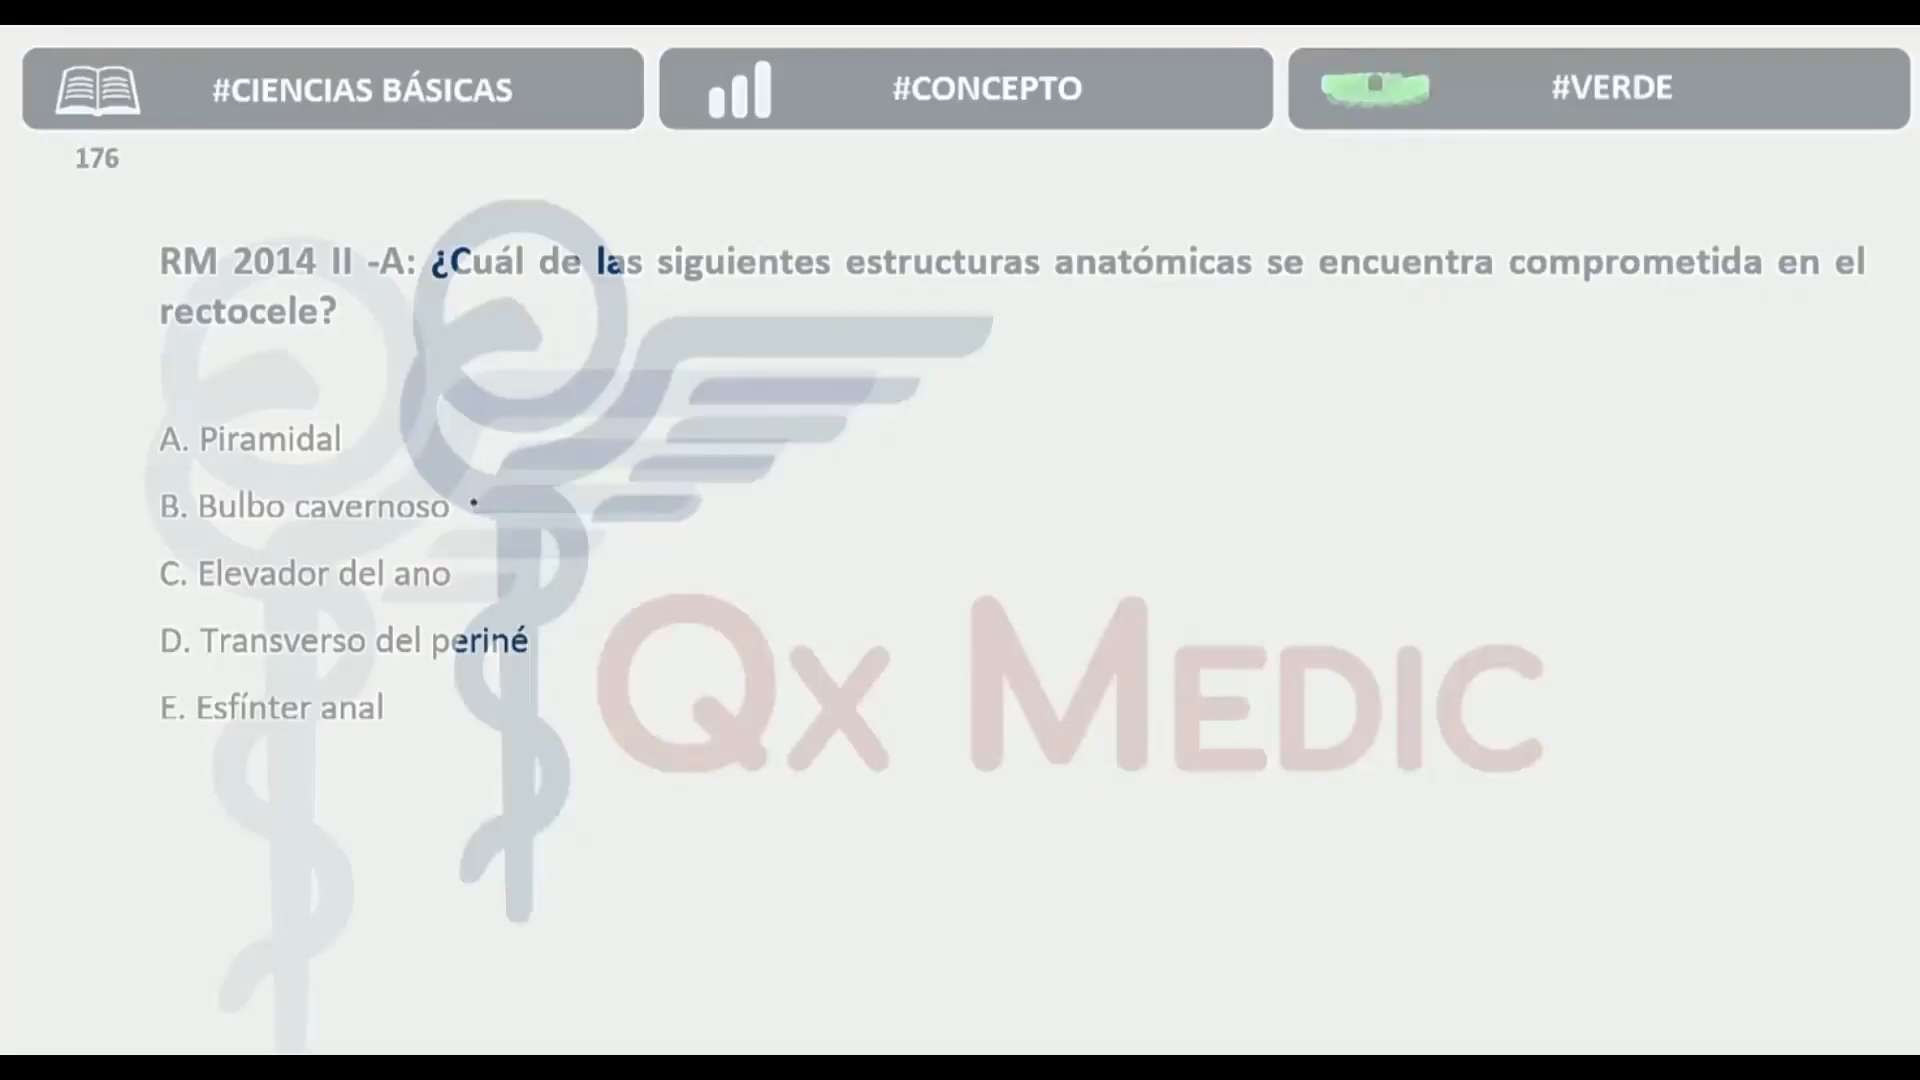 #CIENCIAS BÁSICAS
#CONCEPTO
#VERDE
176
RM 2014 II -A: ¿Cuál de las siguientes estructuras anatómicas se encuentra comprometida en el
rectocele?
A. Piramidal
B. Bulbo cavernoso
C. Elevador del ano
D. Transverso del periné
E. Esfínter anal
QX MEDIC